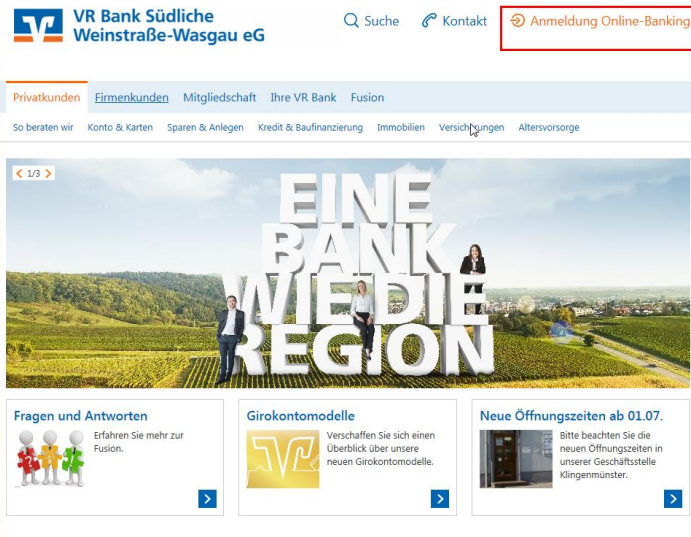 VR Bank Südliche
Weinstraße-Wasgau eG
Suche Kontakt Anmeldung Online-Banking
Privatkunden Firmenkunden Mitgliedschaft Ihre VR Bank Fusion
So beraten wir Konto & Karten Sparen & Anlegen Kredit & Baufinanzierung Immobilien Versicherungen Altersvorsorge
1/3
EINE
BANK
WIE DIE
REGION
Fragen und Antworten
Erfahren Sie mehr zur
Fusion.
Girokontomodelle
Verschaffen Sie sich einen
Überblick über unsere
neuen Girokontomodelle.
Neue Öffnungszeiten ab 01.07.
Bitte beachten Sie die
neuen Öffnungszeiten in
unserer Geschäftsstelle
Klingenmünster.